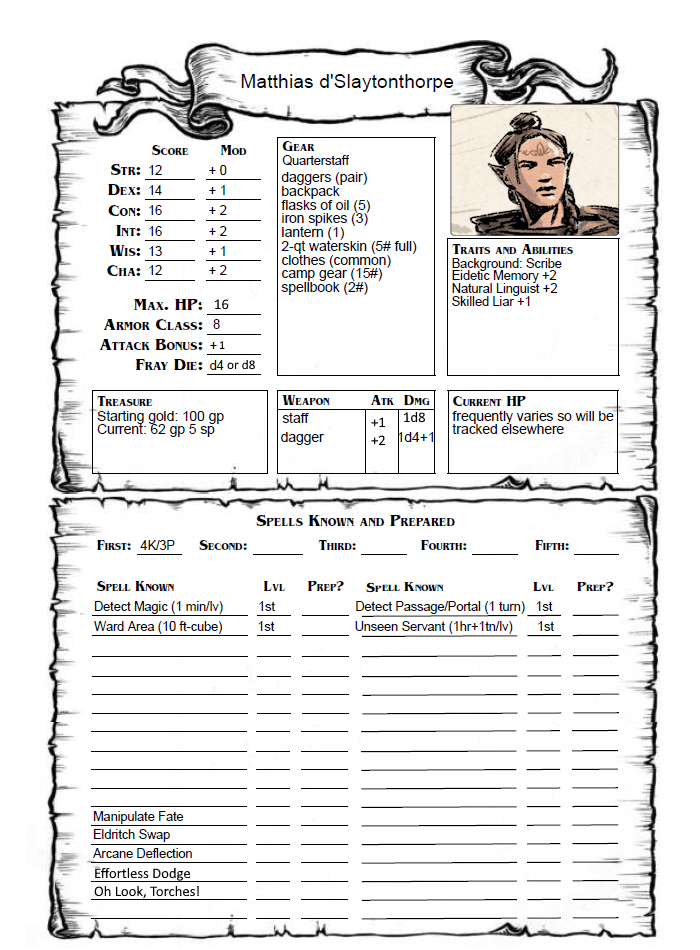 Matthias d'Slaytonthorpe
Score Mod
Str: 12 + 0
Dex: 14 + 1
Con: 16 + 2
Int: 16 + 2
Wis: 13 + 1
Cha: 12 + 2
Max. HP: 16
Armor Class: 8
Attack Bonus: +1
Fray Die: d4 or d8
Gear
Quarterstaff
daggers (pair)
backpack
flasks of oil (5)
iron spikes (3)
lantern (1)
2-qt waterskin (5# full)
clothes (common)
camp gear (15#)
spellbook (2#)
Traits and Abilities
Background: Scribe
Eidetic Memory +2
Natural Linguist +2
Skilled Liar +1
Treasure
Starting gold: 100 gp
Current: 62 gp 5 sp
Weapon Atk Dmg
staff +1 1d8
dagger +2 1d4+1
Current HP
frequently varies so will be
tracked elsewhere
Spells Known and Prepared
First: 4K/3P Second: Third: Fourth: Fifth:
Spell Known Lvl Prep? Spell Known Lvl Prep?
Detect Magic (1 min/lv) 1st Detect Passage/Portal (1 turn) 1st
Ward Area (10 ft-cube) 1st Unseen Servant (1hr+1tn/lv) 1st
Manipulate Fate
Eldritch Swap
Arcane Deflection
Effortless Dodge
Oh Look, Torches!